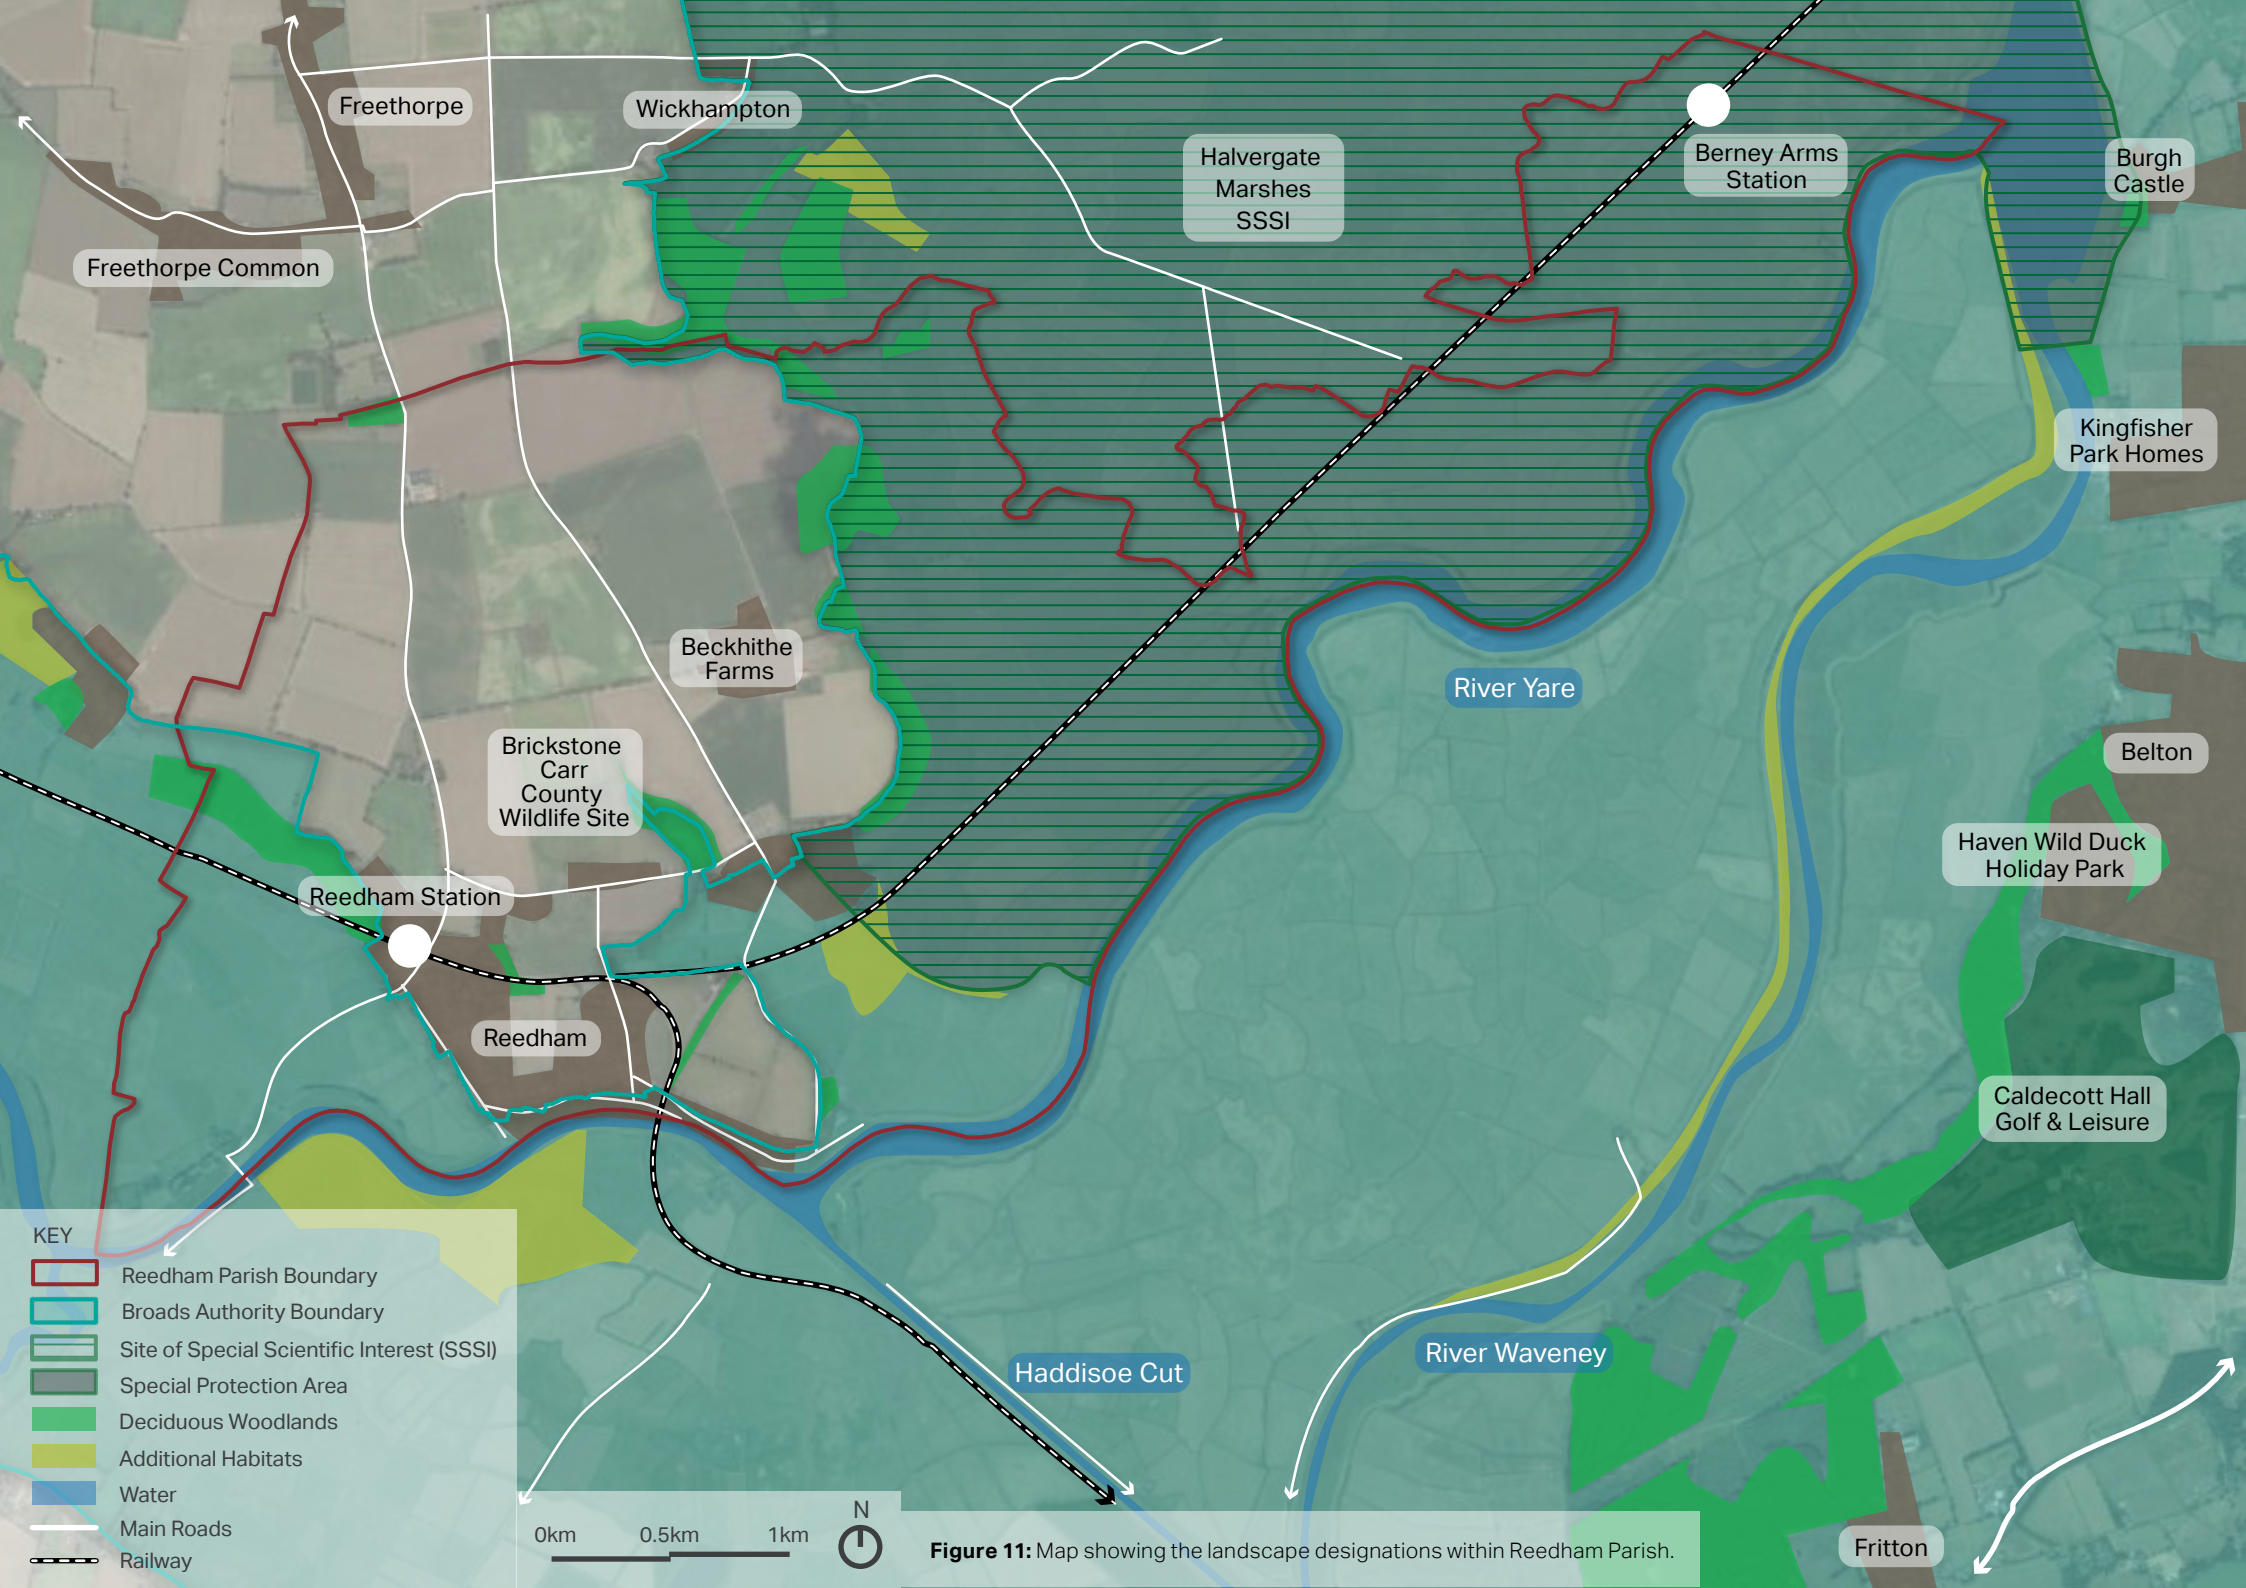 Freethorpe
Wickhampton
Halvergate
Marshes
SSSI
Berney Arms
Station
Burgh
Castle
Freethorpe Common
Kingfisher
Park Homes
Beckhithe
Farms
River Yare
Brickstone
Carr
County
Wildlife Site
Belton
Haven Wild Duck
Holiday Park
Reedham Station
Reedham
Caldecott Hall
Golf & Leisure
KEY
Reedham Parish Boundary
Broads Authority Boundary
Site of Special Scientific Interest (SSSI)
Special Protection Area
Deciduous Woodlands
Additional Habitats
Water
Main Roads
Railway
River Waveney
Haddisoe Cut
0km 0.5km 1km
N
Figure 11: Map showing the landscape designations within Reedham Parish.
Fritton